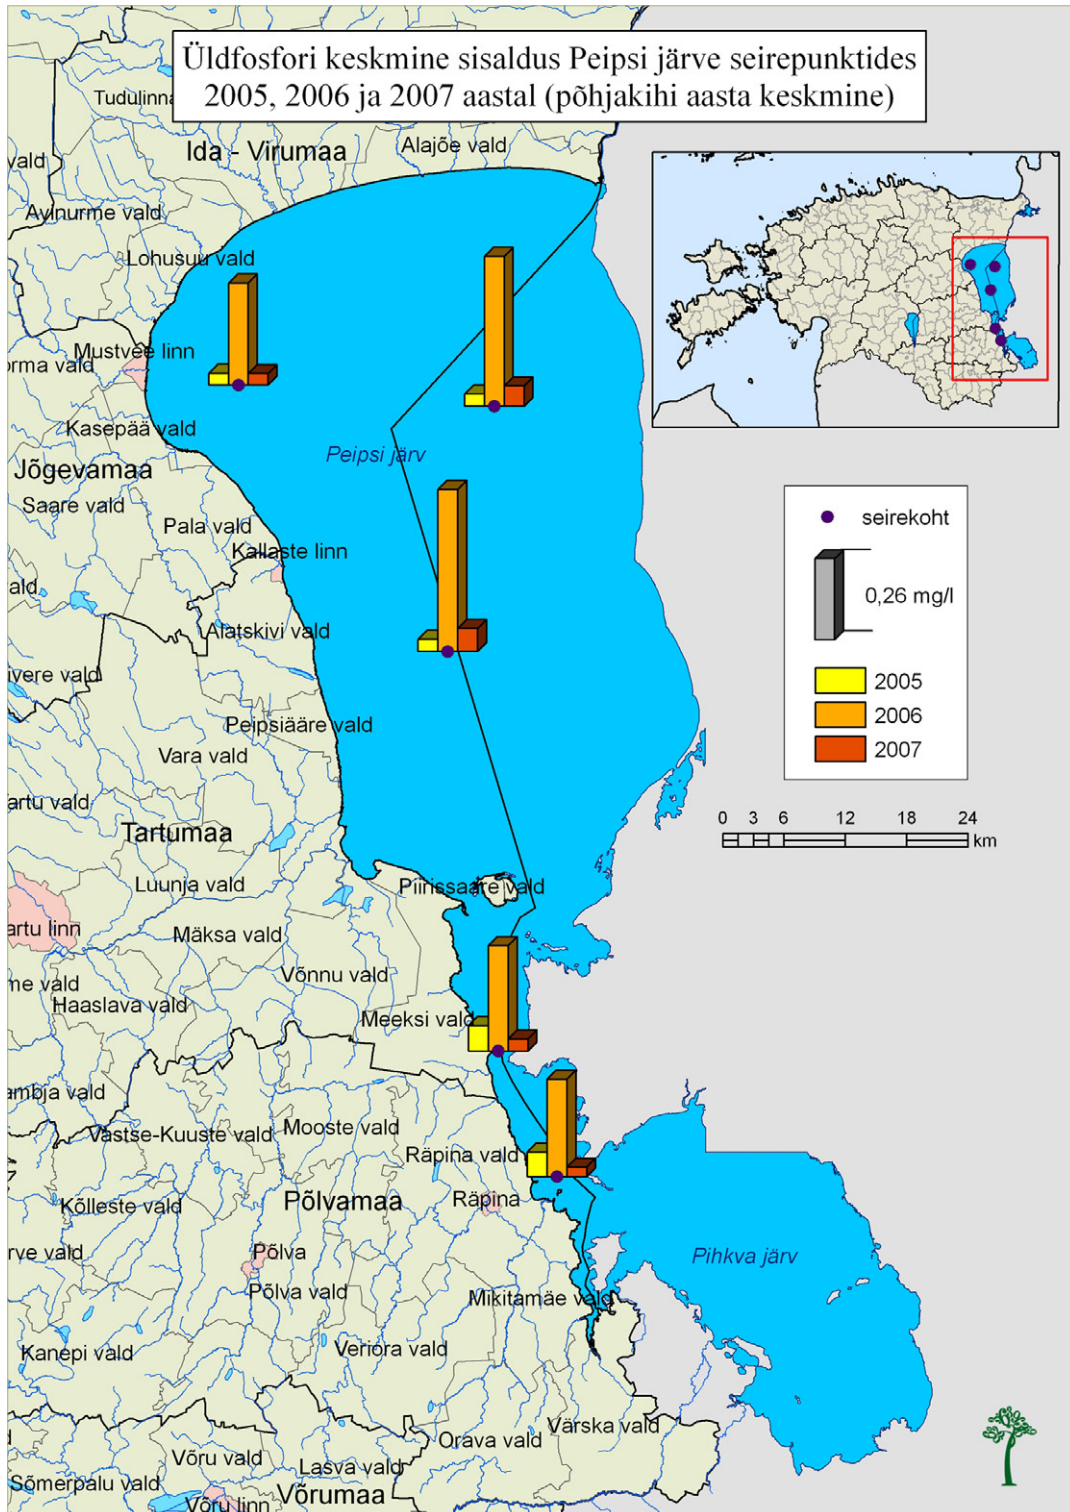 Üldfosfori keskmine sisaldus Peipsi järve seirepunktides
2005, 2006 ja 2007 aastal (põhjakihi aasta keskmine)
Tudulinna
Alajõe vald
Ida - Virumaa
vald
Avinurme vald
Lohusuu vald
Mustvee linn
orma vald
Kasepää vald
Peipsi järv
Jõgevamaa
Saare vald
seirekoht
Pala vald
Kallaste linn
ald
0,26 mg/l
Alatskivi vald
ivere vald
2005
2006
Peipsiääre vald
2007
Vara vald
artu vald
0 3 6 12 18 24
km
Tartumaa
Luunja vald
Piirissaare vald
artu linn
Mäksa vald
Võnnu vald
me vald
Haaslava vald
Meeksi vald
ambja vald
Vastse-Kuuste vald
Mooste vald
Räpina vald
Kõlleste vald
Põlvamaa
Räpina
rve vald
Põlva
Pihkva järv
Põlva vald
Mikitamäe vald
Kanepi vald
Veriora vald
Värska vald
Orava vald
d
Võru vald
Lasva vald
Sõmerpalu vald
Võru linn
Võrumaa